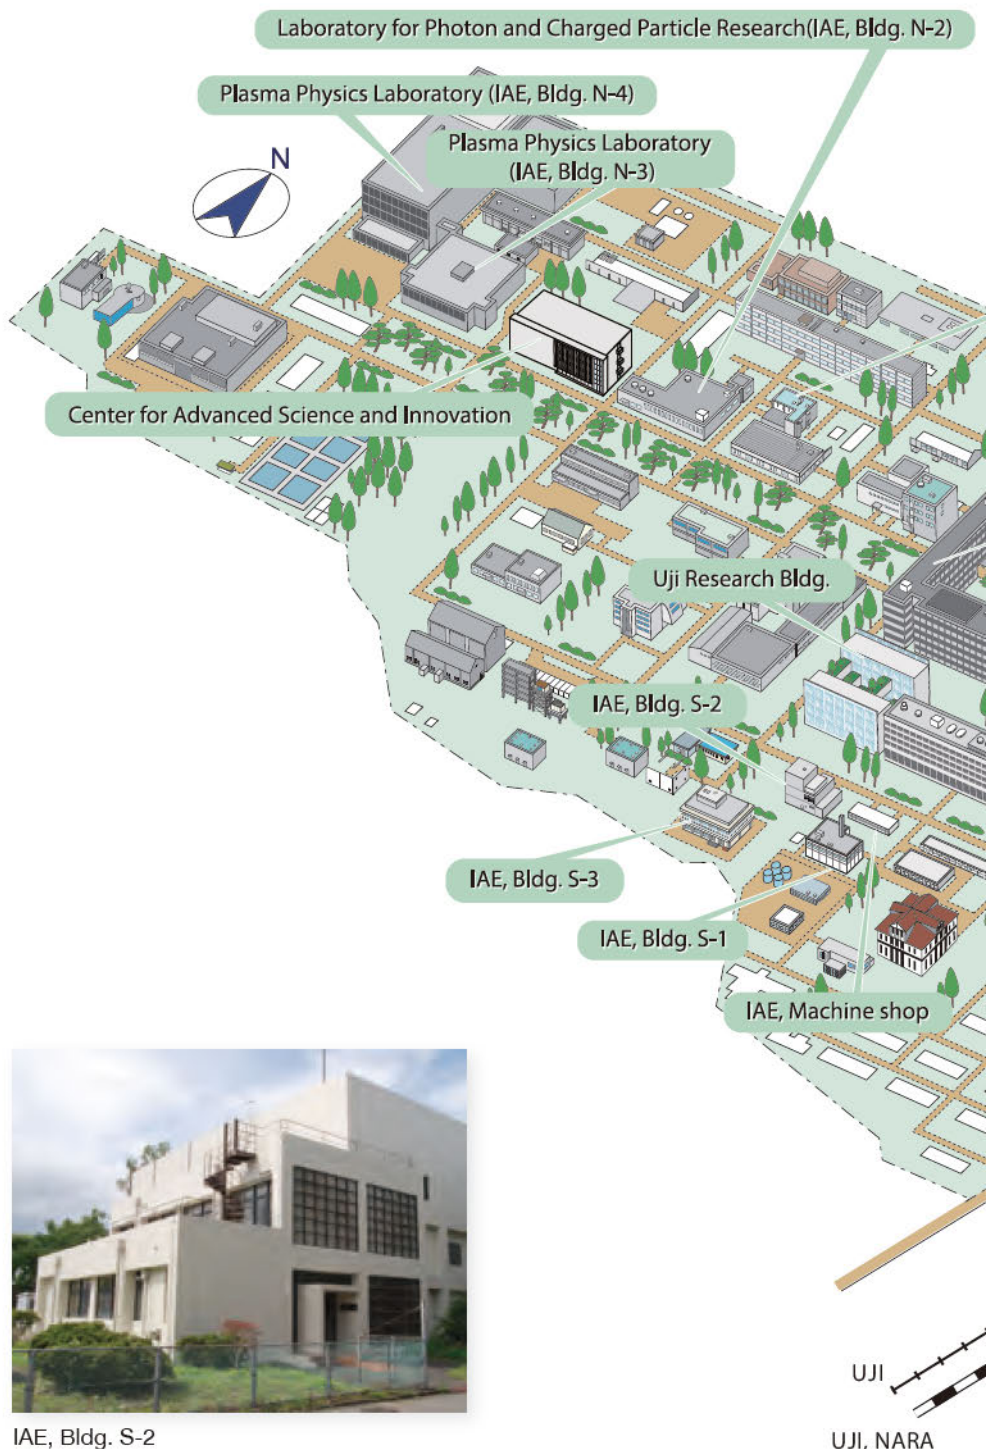 Laboratory for Photon and Charged Particle Research(IAE, Bldg. N-2)
Plasma Physics Laboratory (IAE, Bldg. N-4)
Plasma Physics Laboratory
(IAE, Bldg. N-3)
N
Center for Advanced Science and Innovation
Uji Research Bldg.
IAE, Bldg. S-2
IAE, Bldg. S-3
IAE, Bldg. S-1
IAE, Machine shop
UJI
UJI, NARA
IAE, Bldg. S-2